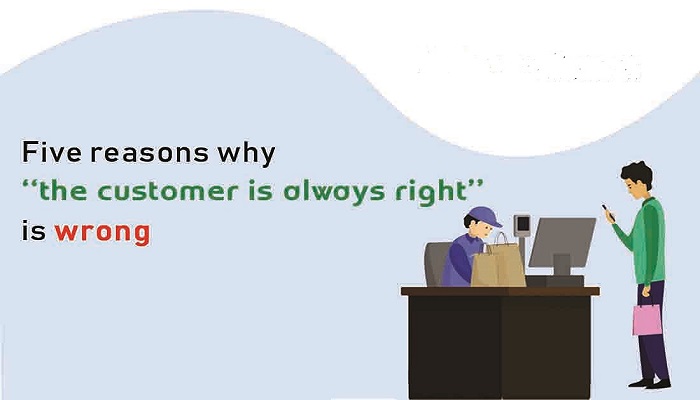 Five reasons why
“the customer is always right”
is wrong